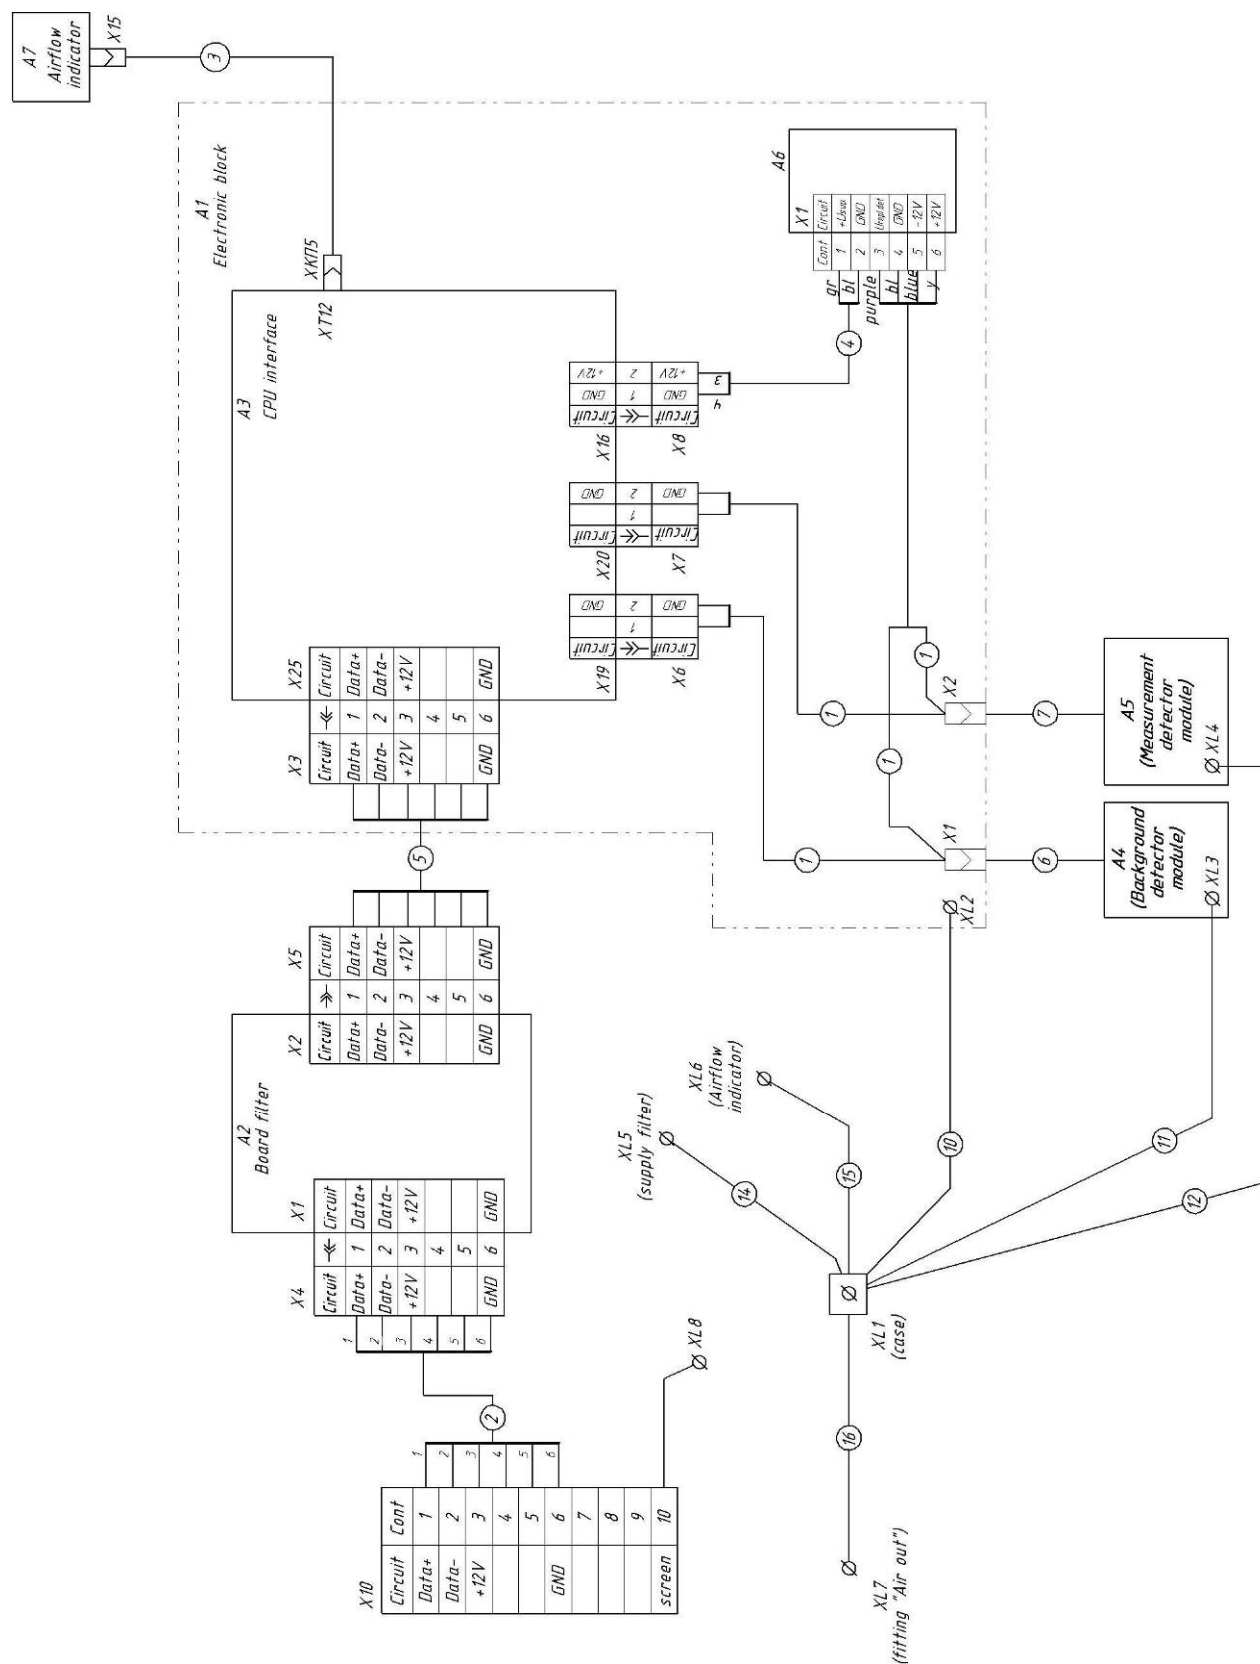 A7
Airflow
indicator
X15
3
A1
Electronic block
ХКП5
XT12
A3
CPU interface
A6
X1
Cont Circuit
1
2 GND
3
4 GND
5 -12V
6 +12V
gr
bl
purple
bl
blue
y
4
X16
Circuit GND +12V
1 2
Circuit GND +12V
X8
4 3
X20
Circuit GND
1 2
Circuit GND
X7
X19
Circuit GND
1 2
Circuit GND
X6
X25
Circuit Data+ Data- +12V GND
1 2 3 4 5 6
Circuit Data+ Data- +12V GND
X3
5
1
1
1
1
X2
X1
7
6
A5
(Measurement
detector
module)
XL4
A4
(Background
detector
module)
XL3
XL2
X5
Circuit Data+ Data- +12V GND
1 2 3 4 5 6
Circuit Data+ Data- +12V GND
X2
A2
Board filter
X1
Circuit Data+ Data- +12V GND
1 2 3 4 5 6
Circuit Data+ Data- +12V GND
X4
1 2 3 4 5 6
2
1 2 3 4 5 6
X10
Circuit Cont
Data+ 1
Data- 2
+12V 3
4
5
GND 6
7
8
9
screen 10
XL8
XL6
(Airflow
indicator)
XL5
(supply filter)
14
15
10
11
12
XL1
(case)
16
XL7
(fitting "Air out")